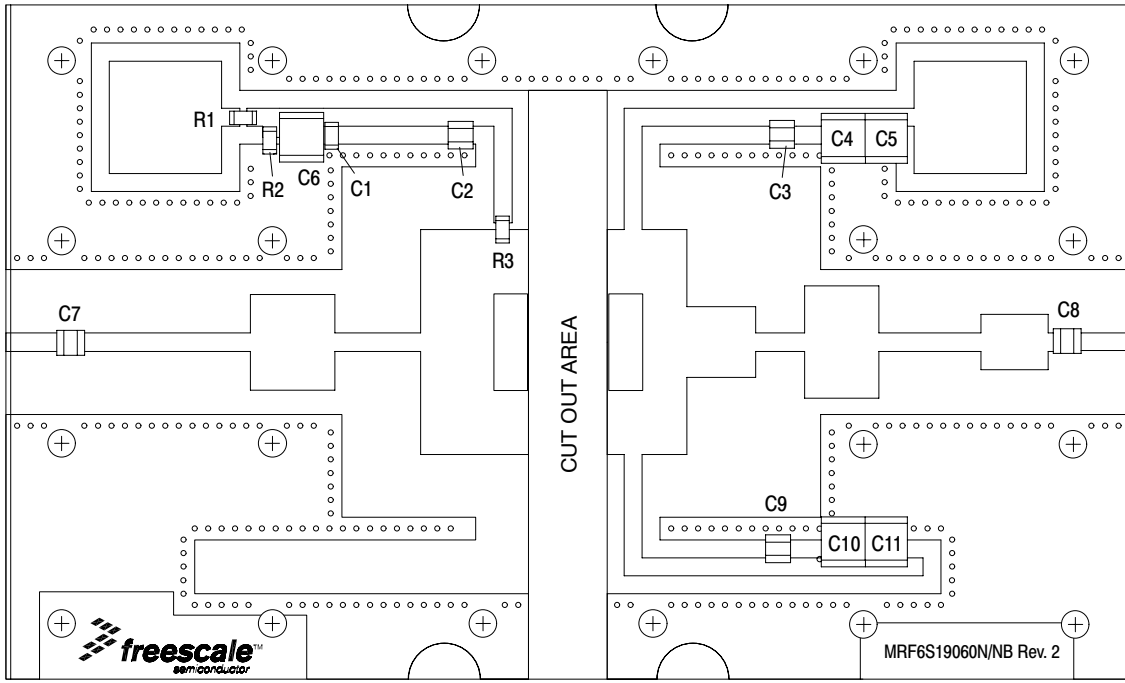 R1
R2
C6
C1
C2
R3
C3
C4
C5
C7
C8
CUT OUT AREA
C9
C10
C11
freescale™
semiconductor
MRF6S19060N/NB Rev. 2